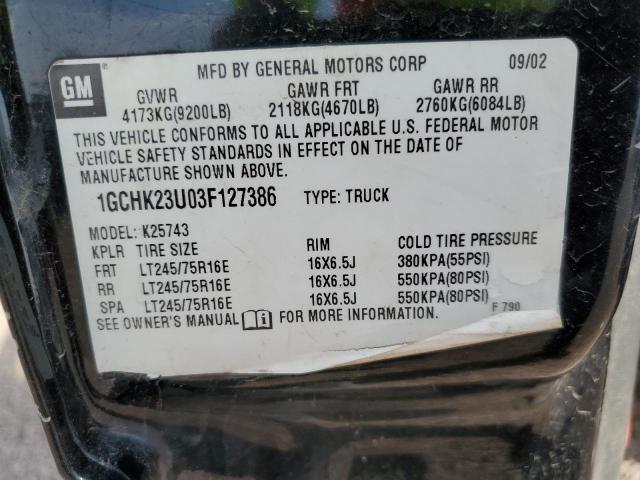 GM
MFD BY GENERAL MOTORS CORP 09/02
GVWR GAWR FRT GAWR RR
4173KG(9200LB) 2118KG(4670LB) 2760KG(6084LB)
THIS VEHICLE CONFORMS TO ALL APPLICABLE U.S. FEDERAL MOTOR
VEHICLE SAFETY STANDARDS IN EFFECT ON THE DATE OF
MANUFACTURE SHOWN ABOVE.
1GCHK23U03F127386 TYPE: TRUCK
MODEL: K25743
KPLR TIRE SIZE RIM COLD TIRE PRESSURE
FRT LT245/75R16E 16X6.5J 380KPA(55PSI)
RR LT245/75R16E 16X6.5J 550KPA(80PSI)
SPA LT245/75R16E 16X6.5J 550KPA(80PSI)
SEE OWNER'S MANUAL FOR MORE INFORMATION. F 790